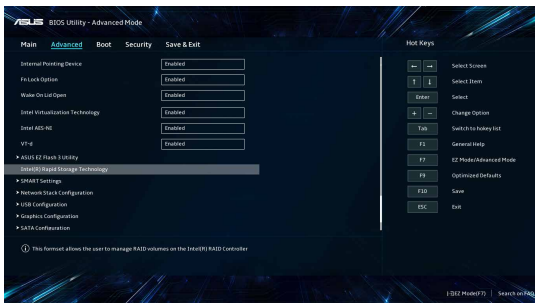 ASUS BIOS Utility - Advanced Mode
Main Advanced Boot Security Save & Exit
Hot Keys
Internal Pointing Device Enabled
Fn Lock Option Enabled
Wake On Lid Open Enabled
Intel Virtualization Technology Enabled
Intel AES-NI Enabled
VT-d Enabled
► ASUS EZ Flash 3 Utility
Intel(R) Rapid Storage Technology
► SMART Settings
► Network Stack Configuration
► USB Configuration
► Graphics Configuration
► SATA Configuration
i This formset allows the user to manage RAID volumes on the Intel(R) RAID Controller
← → Select Screen
↑ ↓ Select Item
Enter Select
+ − Change Option
Tab Switch to hokey list
F1 General Help
F7 EZ Mode/Advanced Mode
F9 Optimized Defaults
F10 Save
ESC Exit
EZ Mode(F7) | Search on FAQ